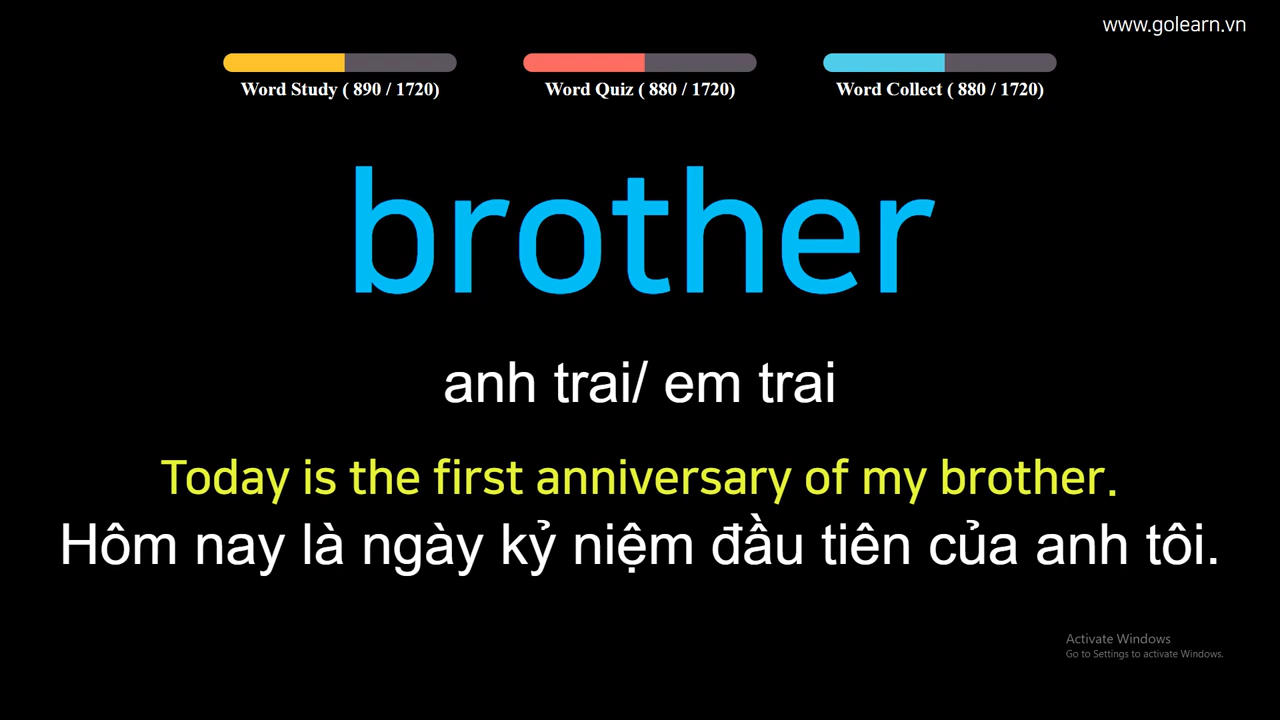 www.golearn.vn
Word Study ( 890 / 1720)
Word Quiz ( 880 / 1720)
Word Collect ( 880 / 1720)
brother
anh trai/ em trai
Today is the first anniversary of my brother.
Hôm nay là ngày kỷ niệm đầu tiên của anh tôi.
Activate Windows
Go to Settings to activate Windows.